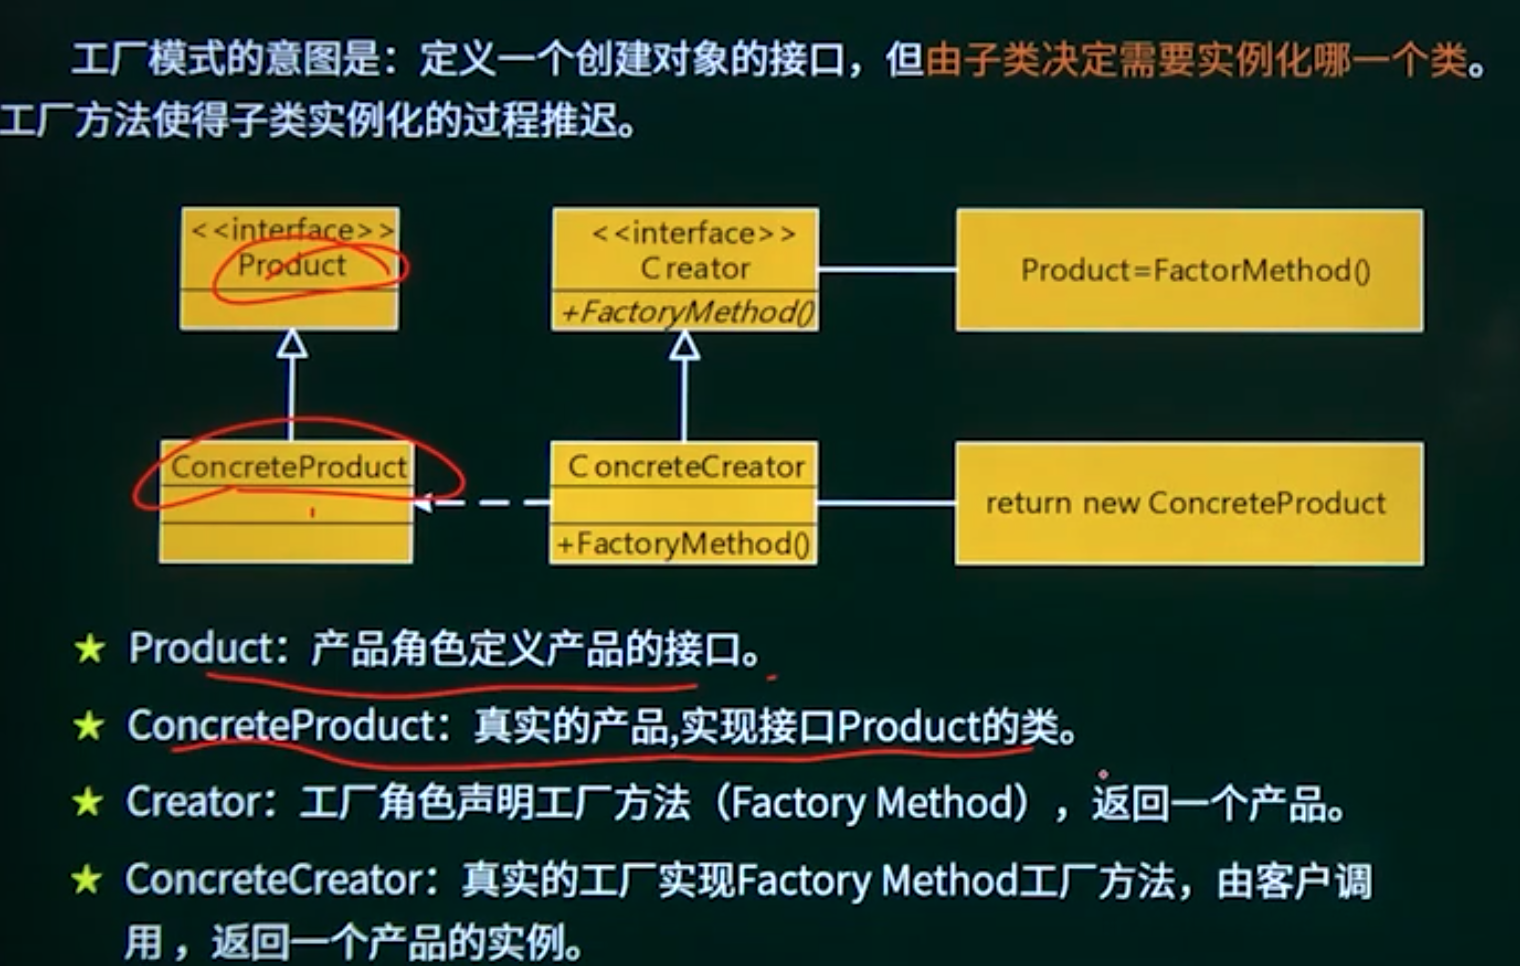 工厂模式的意图是：定义一个创建对象的接口，但由子类决定需要实例化哪一个类。
工厂方法使得子类实例化的过程推迟。
<<interface>>
Product
<<interface>>
Creator
+FactoryMethod()
Product=FactorMethod()
ConcreteProduct
ConcreteCreator
+FactoryMethod()
return new ConcreteProduct
★ Product：产品角色定义产品的接口。
★ ConcreteProduct：真实的产品,实现接口Product的类。
★ Creator：工厂角色声明工厂方法（Factory Method），返回一个产品。
★ ConcreteCreator：真实的工厂实现Factory Method工厂方法，由客户调
用，返回一个产品的实例。